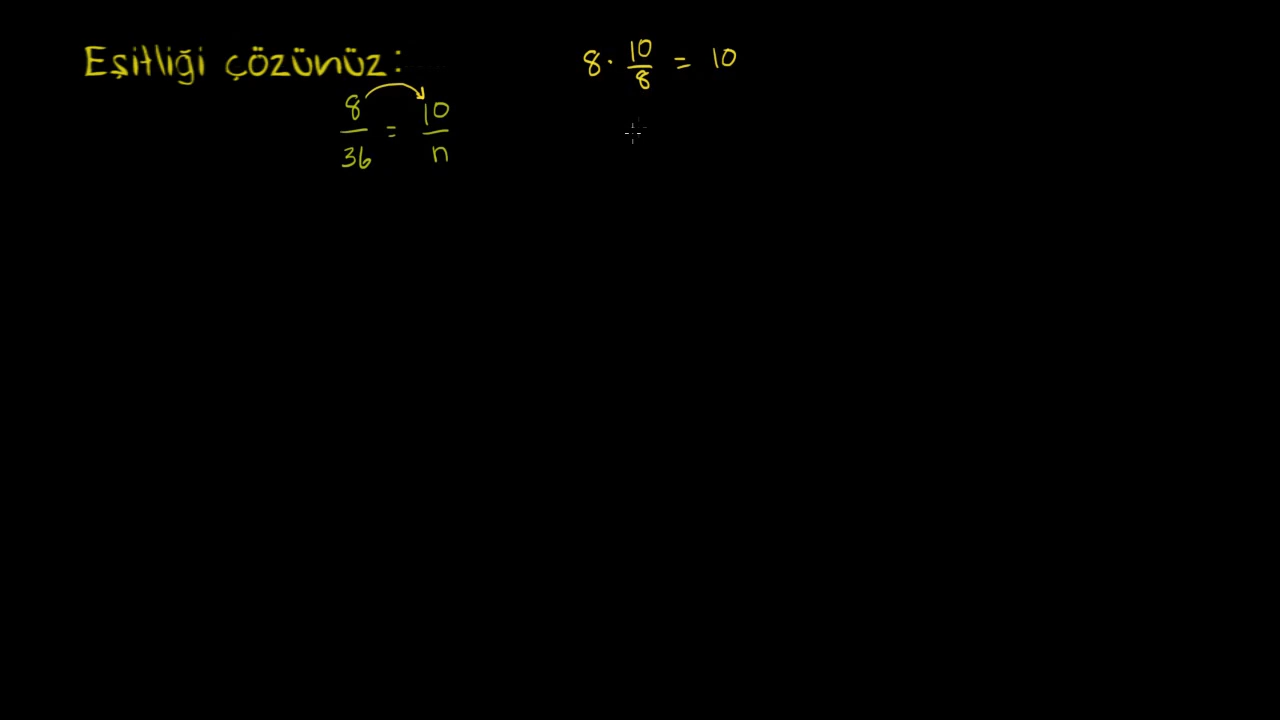 Eşitliği çözünüz:
8/36 = 10/n
8 · 10/8 = 10